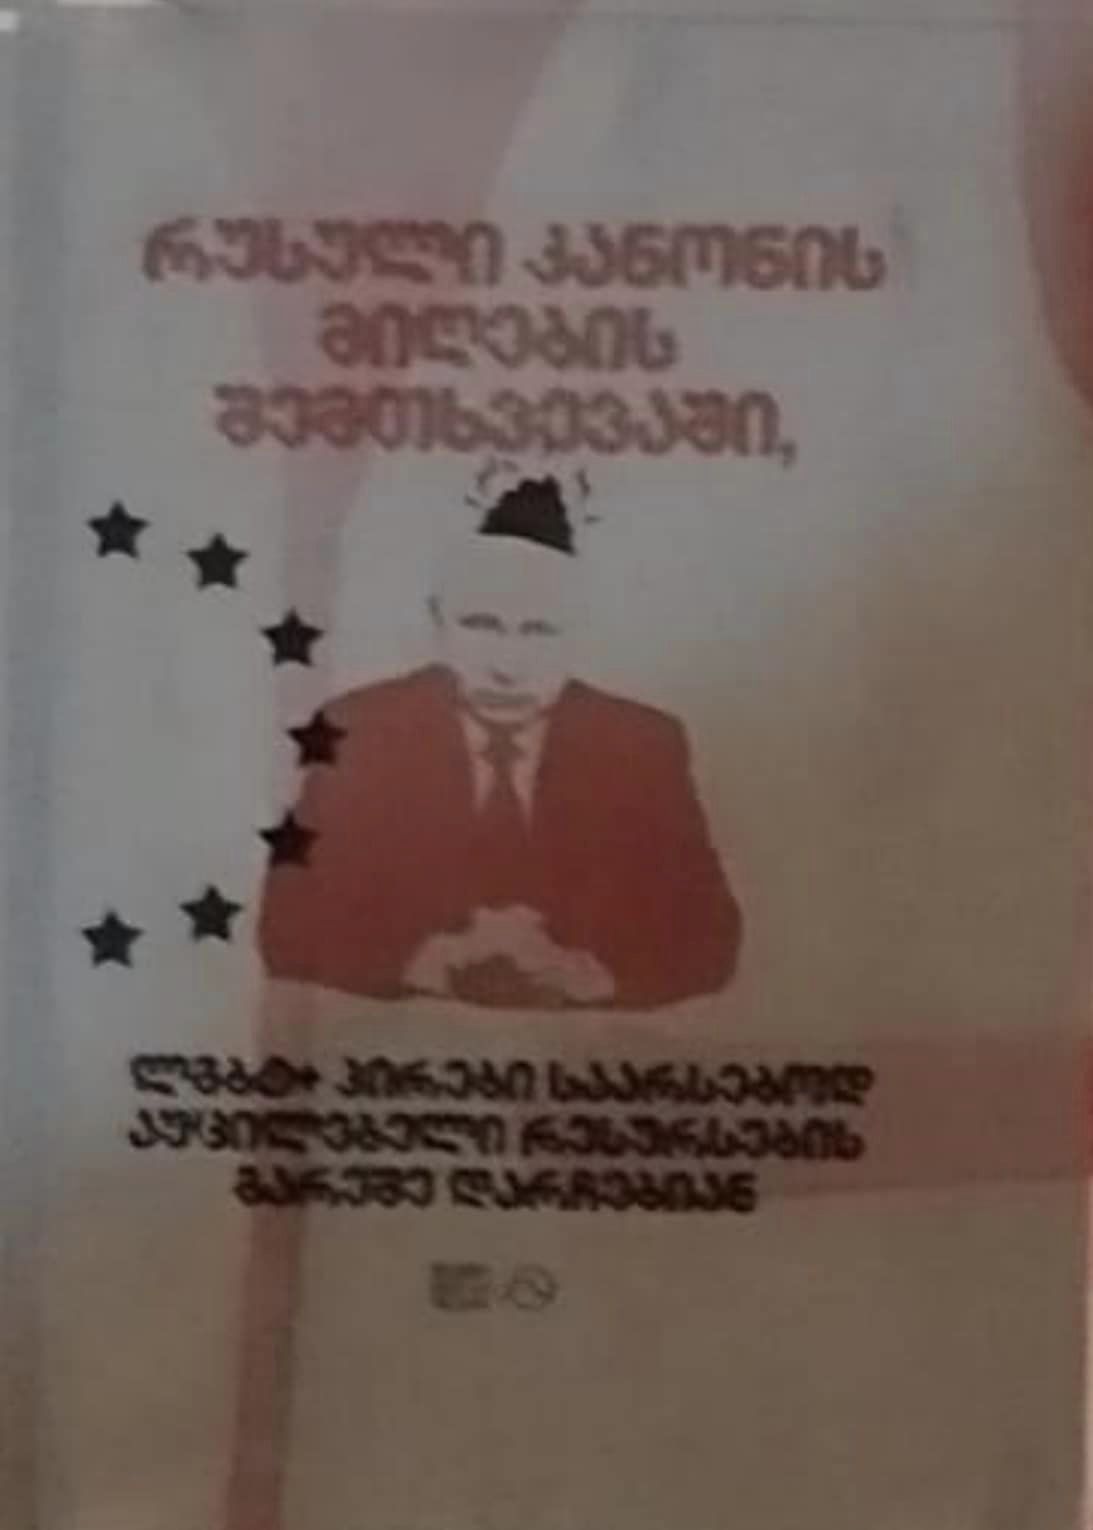 რუსული კანონის
მიღების
შემთხვევაში,
ლგბტ+ პირები საარსებოდ
აუცილებელი რესურსების
გარეშე დარჩებიან